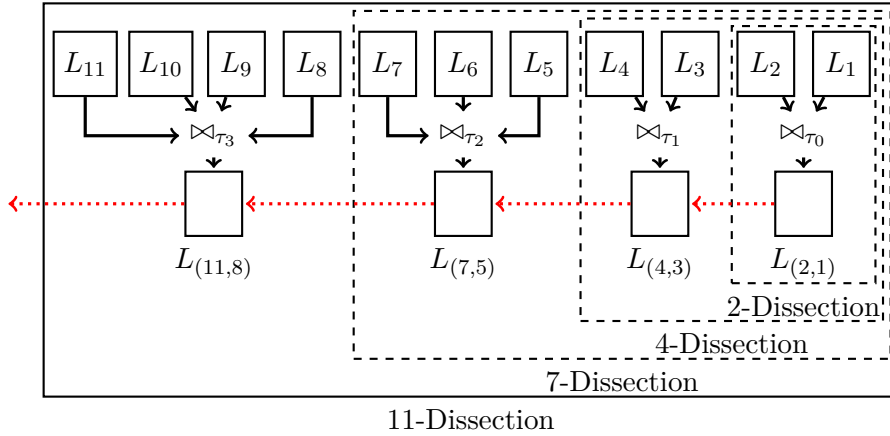 L₁₁ L₁₀ L₉ L₈ L₇ L₆ L₅ L₄ L₃ L₂ L₁
⋈τ₃ ⋈τ₂ ⋈τ₁ ⋈τ₀
L₍₁₁,₈₎ L₍₇,₅₎ L₍₄,₃₎ L₍₂,₁₎
2-Dissection
4-Dissection
7-Dissection
11-Dissection